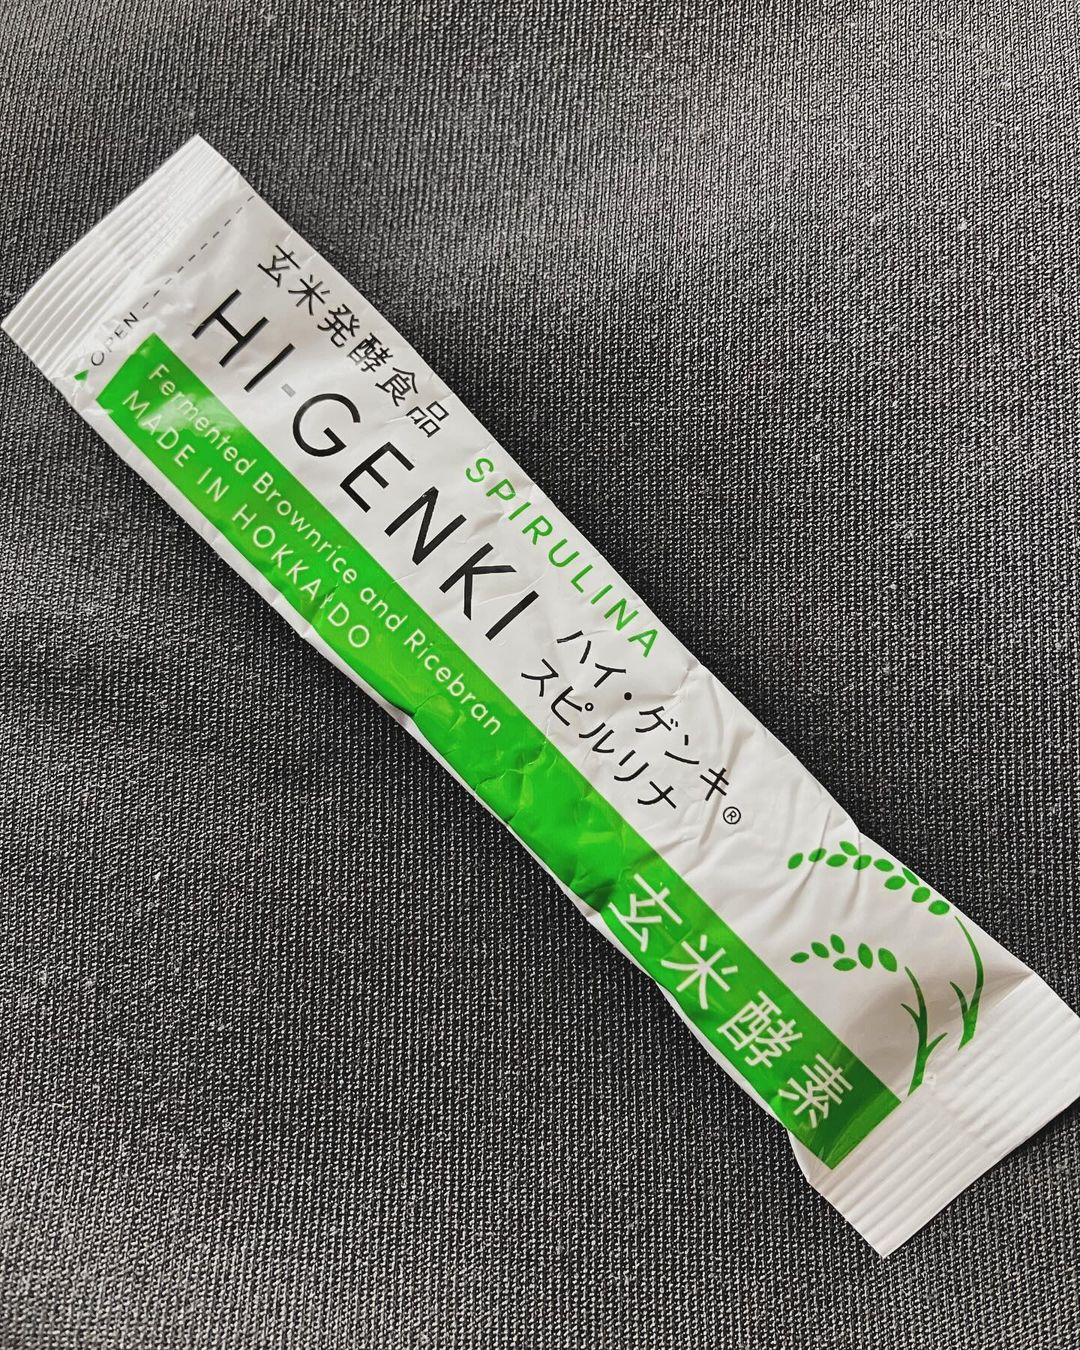 OPEN
玄米発酵食品
HI-GENKI
SPIRULINA
ハイ・ゲンキ®
スピルリナ
Fermented Brownrice and Ricebran
MADE IN HOKKAIDO
玄米酵素